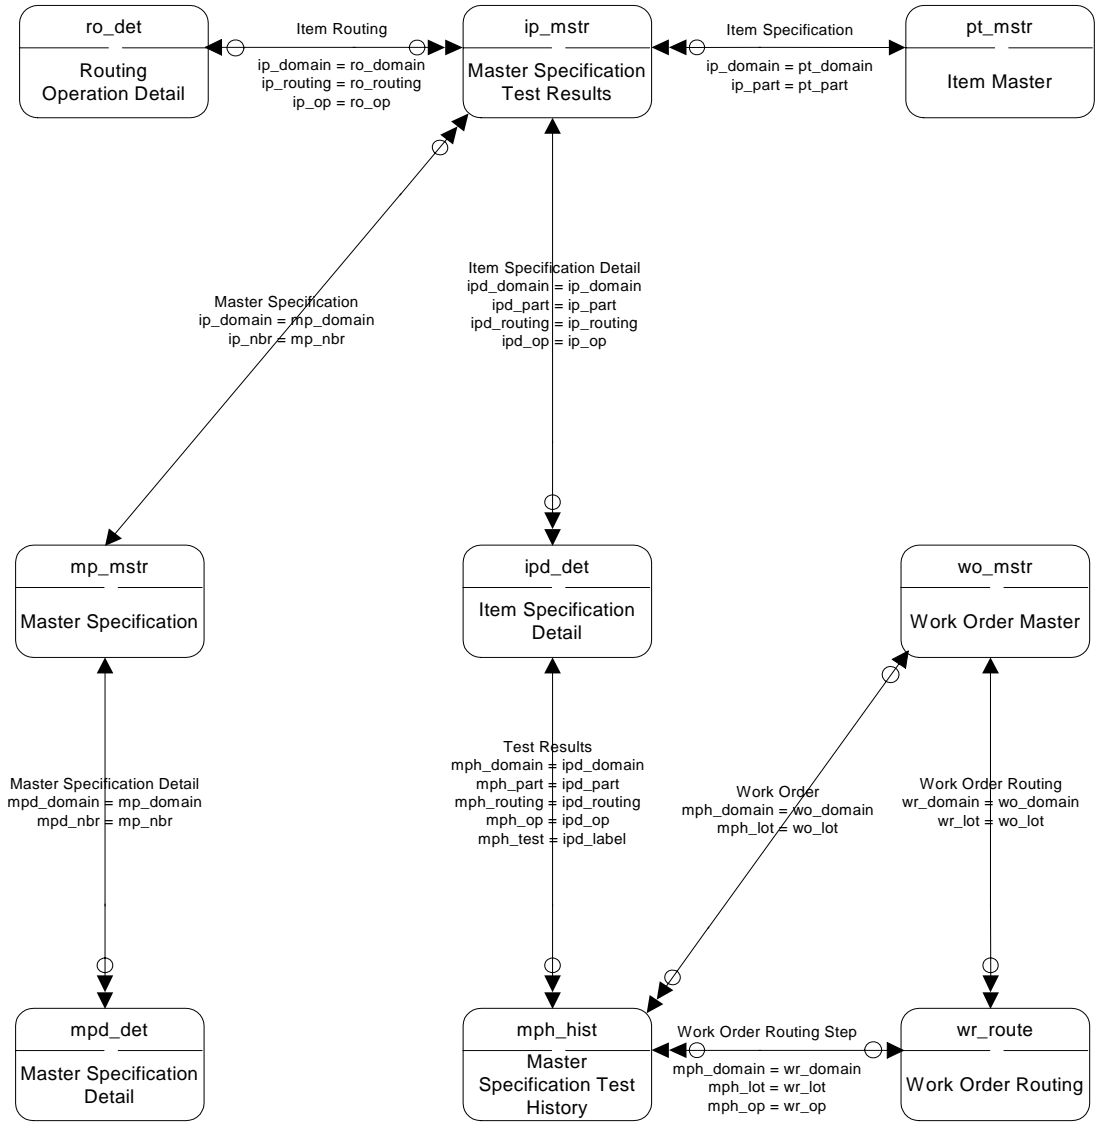 ro_det
Routing
Operation Detail
Item Routing
ip_domain = ro_domain
ip_routing = ro_routing
ip_op = ro_op
ip_mstr
Master Specification
Test Results
Item Specification
ip_domain = pt_domain
ip_part = pt_part
pt_mstr
Item Master
Master Specification
ip_domain = mp_domain
ip_nbr = mp_nbr
Item Specification Detail
ipd_domain = ip_domain
ipd_part = ip_part
ipd_routing = ip_routing
ipd_op = ip_op
mp_mstr
Master Specification
ipd_det
Item Specification
Detail
wo_mstr
Work Order Master
Master Specification Detail
mpd_domain = mp_domain
mpd_nbr = mp_nbr
Test Results
mph_domain = ipd_domain
mph_part = ipd_part
mph_routing = ipd_routing
mph_op = ipd_op
mph_test = ipd_label
Work Order
mph_domain = wo_domain
mph_lot = wo_lot
Work Order Routing
wr_domain = wo_domain
wr_lot = wo_lot
mpd_det
Master Specification
Detail
mph_hist
Master
Specification Test
History
Work Order Routing Step
mph_domain = wr_domain
mph_lot = wr_lot
mph_op = wr_op
wr_route
Work Order Routing